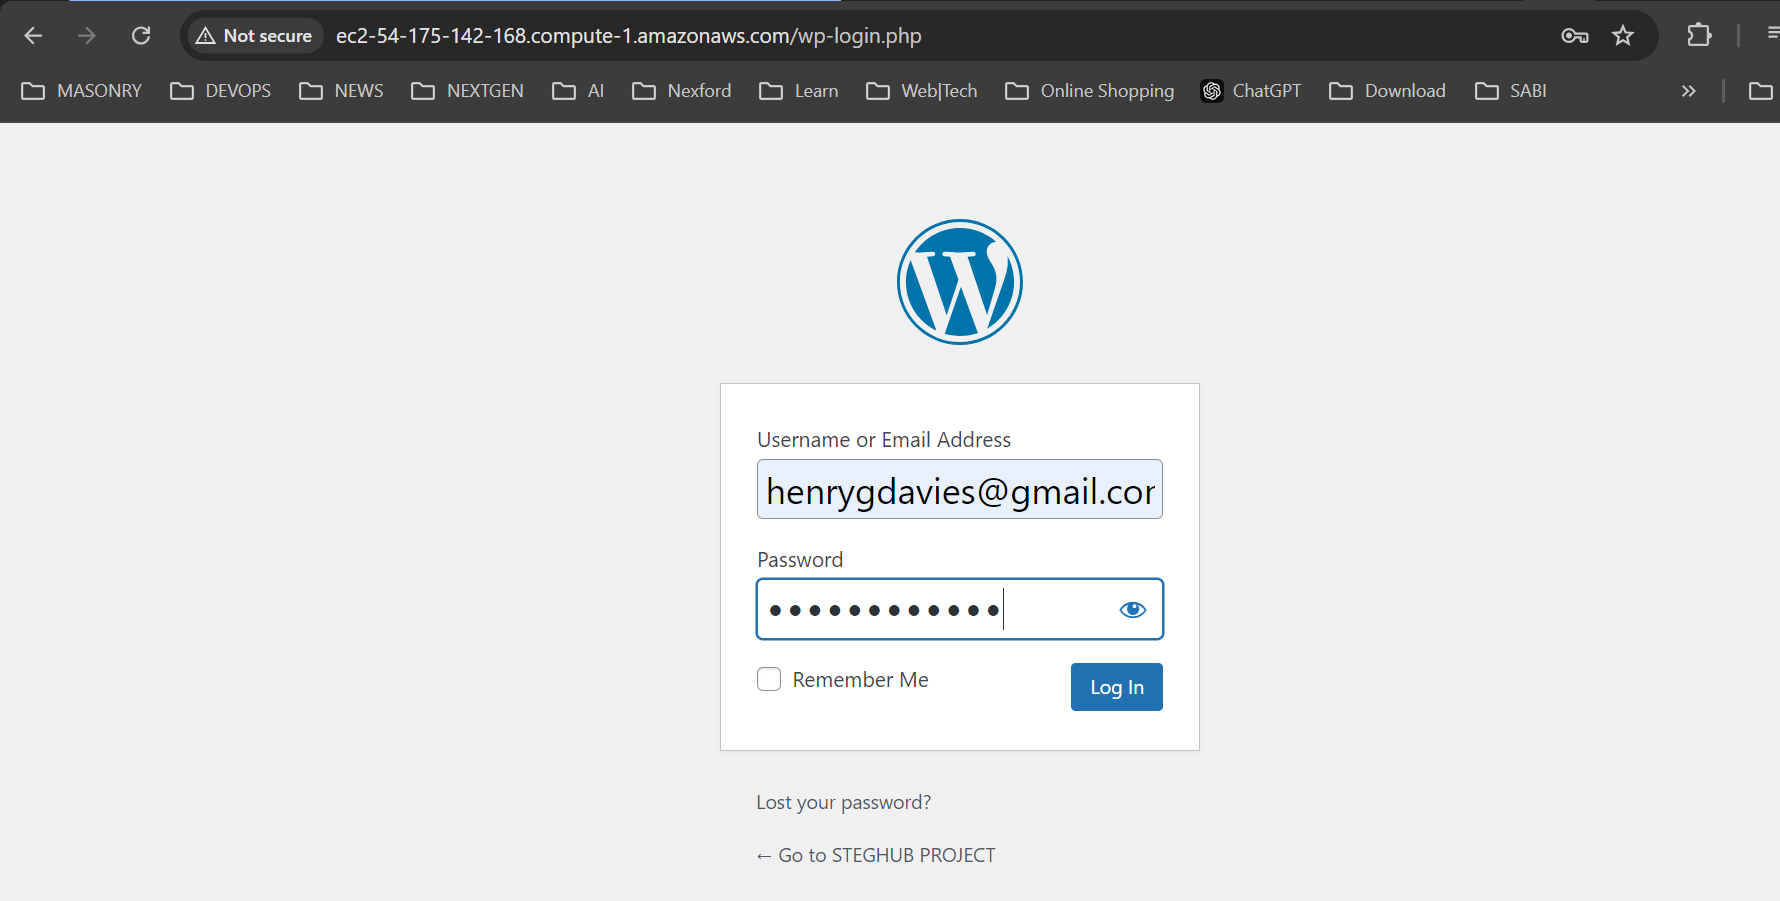 Not secure ec2-54-175-142-168.compute-1.amazonaws.com/wp-login.php
MASONRY DEVOPS NEWS NEXTGEN AI Nexford Learn Web|Tech Online Shopping ChatGPT Download SABI »
Username or Email Address
henrygdavies@gmail.com
Password
••••••••••••
Remember Me Log In
Lost your password?
← Go to STEGHUB PROJECT